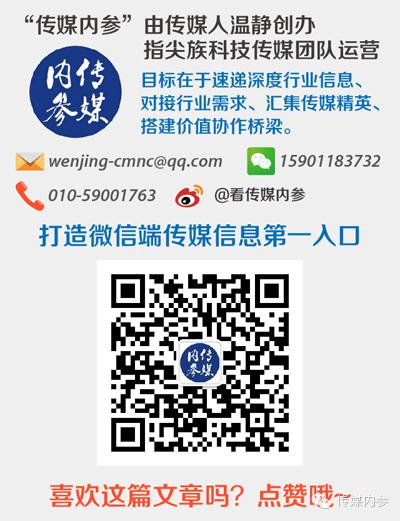 “传媒内参”由传媒人温静创办
指尖族科技传媒团队运营
内传
参媒
目标在于速递深度行业信息、
对接行业需求、汇集传媒精英、
搭建价值协作桥梁。
wenjing-cmnc@qq.com
15901183732
010-59001763
@看传媒内参
打造微信端传媒信息第一入口
内传
参媒
喜欢这篇文章吗？点赞哦~
传媒内参